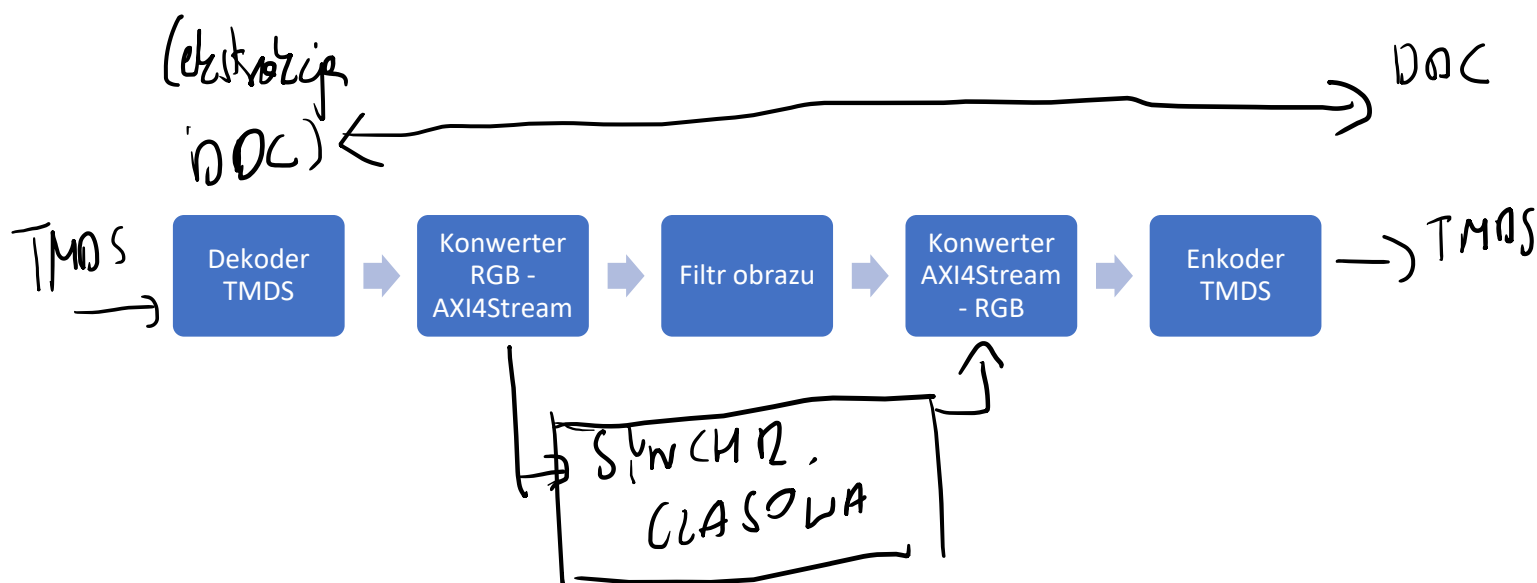 (ekstrakcja
DDC)
DDC
TMDS
Dekoder
TMDS
Konwerter
RGB -
AXI4Stream
Filtr obrazu
Konwerter
AXI4Stream
- RGB
Enkoder
TMDS
TMDS
SYNCHR.
CZASOWA